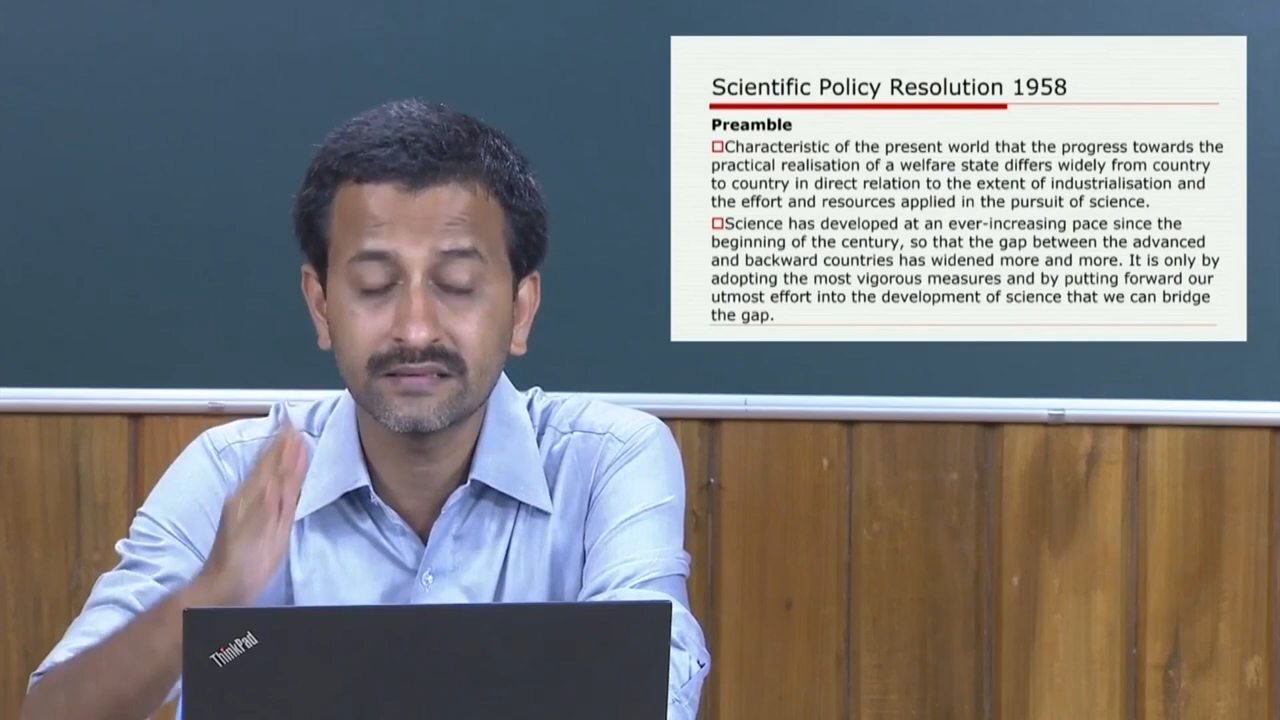 Scientific Policy Resolution 1958
Preamble
Characteristic of the present world that the progress towards the
practical realisation of a welfare state differs widely from country
to country in direct relation to the extent of industrialisation and
the effort and resources applied in the pursuit of science.
Science has developed at an ever-increasing pace since the
beginning of the century, so that the gap between the advanced
and backward countries has widened more and more. It is only by
adopting the most vigorous measures and by putting forward our
utmost effort into the development of science that we can bridge
the gap.
ThinkPad